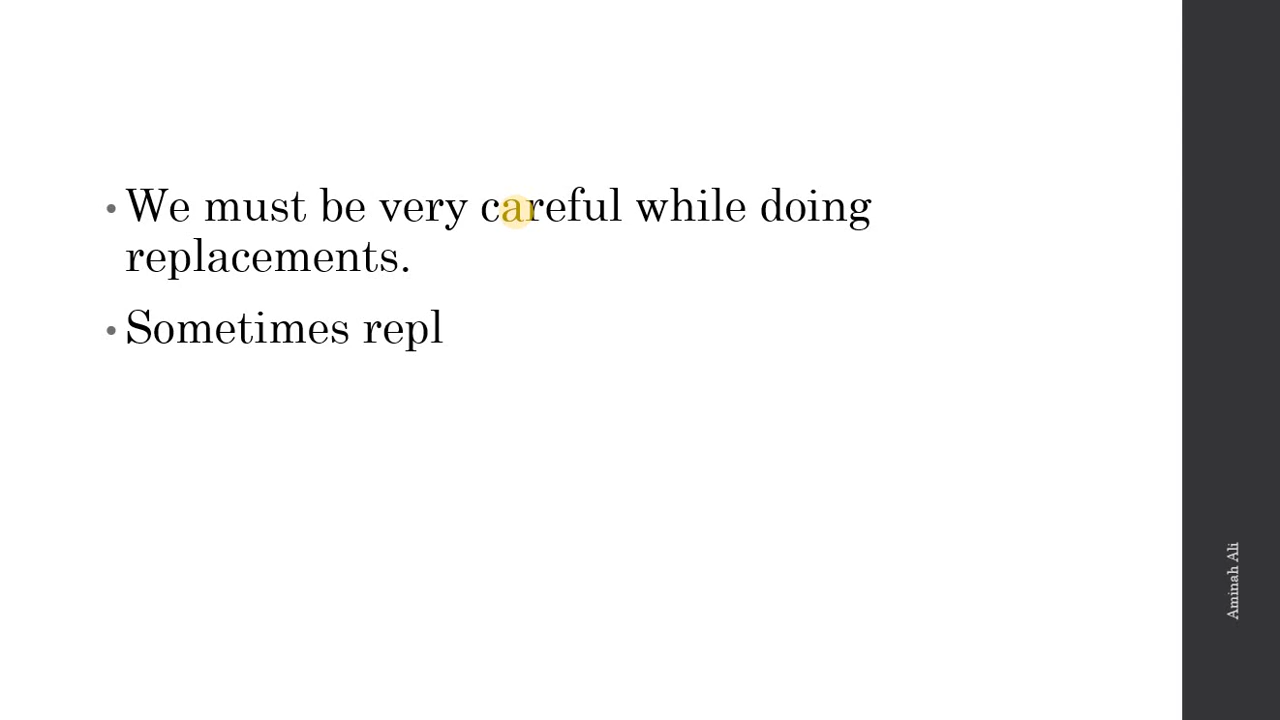 • We must be very careful while doing
replacements.
• Sometimes repl
Aminah Ali